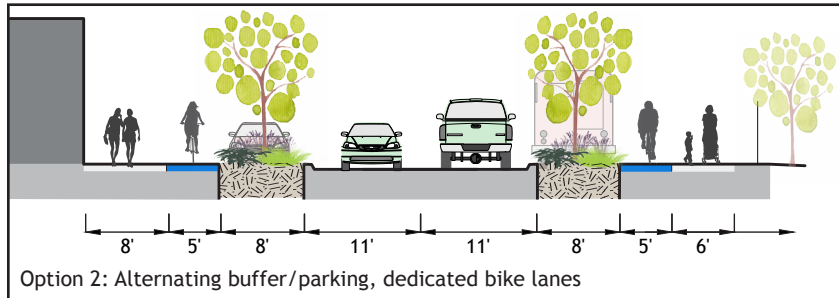 8' 5' 8' 11' 11' 8' 5' 6'
Option 2: Alternating buffer/parking, dedicated bike lanes